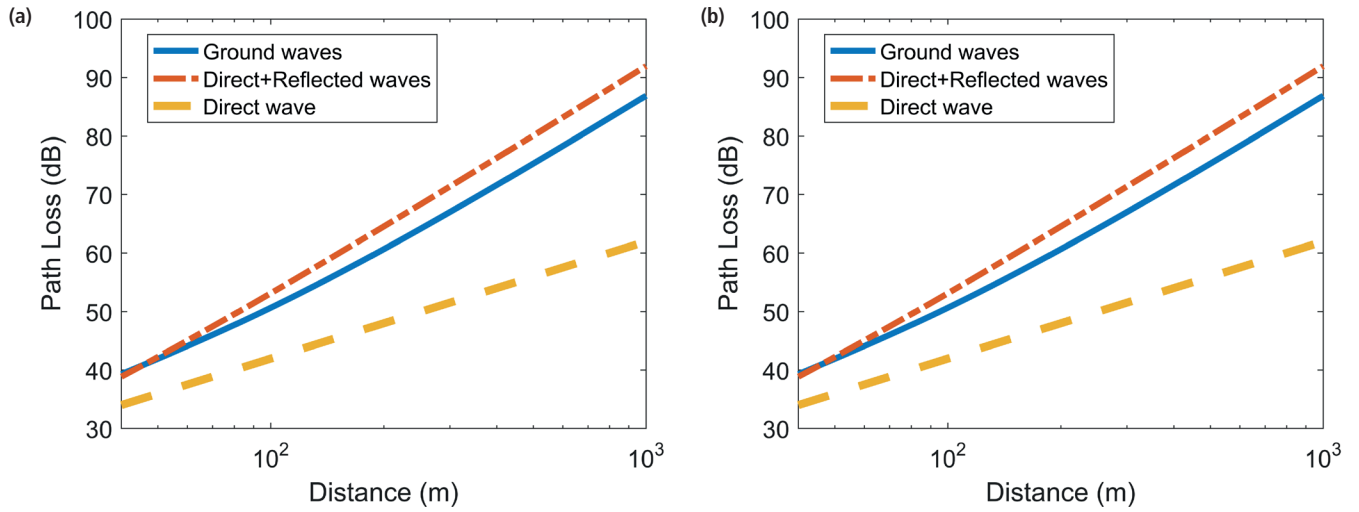 (a)
100
90
80
70
60
50
40
30
Path Loss (dB)
Ground waves
Direct+Reflected waves
Direct wave
10²
10³
Distance (m)
(b)
100
90
80
70
60
50
40
30
Path Loss (dB)
Ground waves
Direct+Reflected waves
Direct wave
10²
10³
Distance (m)